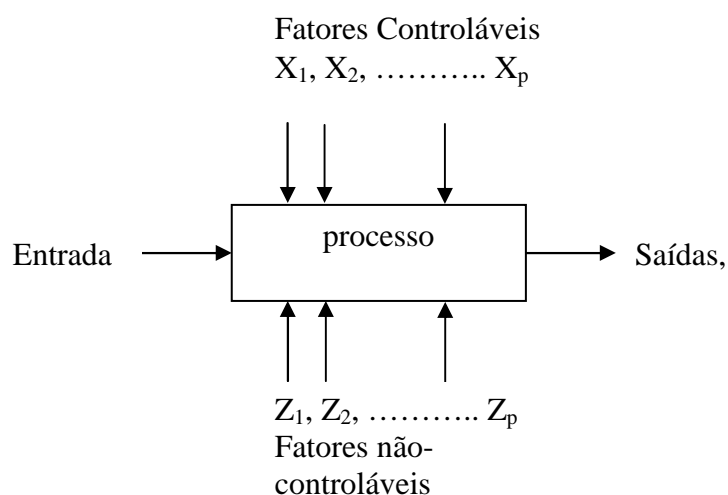 Fatores Controláveis
X₁, X₂, ……….. Xₚ
processo
Entrada
Saídas,
Z₁, Z₂, ……….. Zₚ
Fatores não-
controláveis